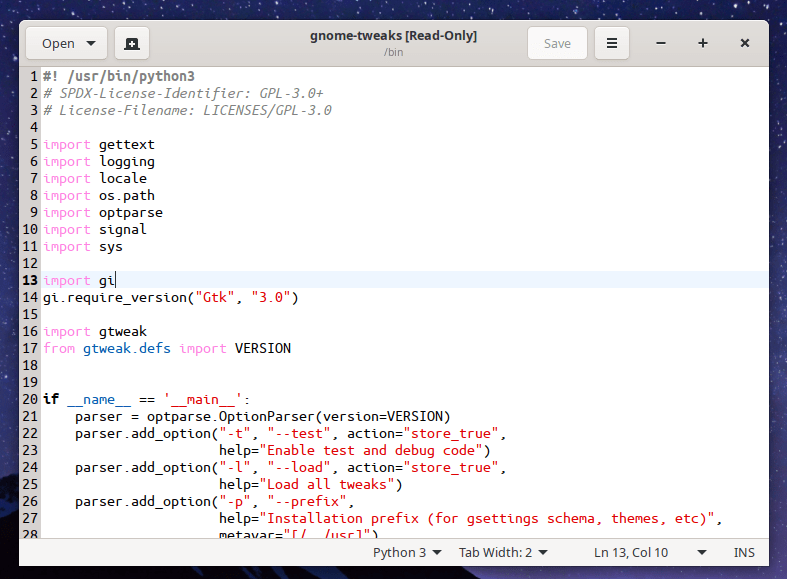 Open
gnome-tweaks [Read-Only]
/bin
Save
1 #! /usr/bin/python3
2 # SPDX-License-Identifier: GPL-3.0+
3 # License-Filename: LICENSES/GPL-3.0
4
5 import gettext
6 import logging
7 import locale
8 import os.path
9 import optparse
10 import signal
11 import sys
12
13 import gi
14 gi.require_version("Gtk", "3.0")
15
16 import gtweak
17 from gtweak.defs import VERSION
18
19
20 if __name__ == '__main__':
21     parser = optparse.OptionParser(version=VERSION)
22     parser.add_option("-t", "--test", action="store_true",
23                       help="Enable test and debug code")
24     parser.add_option("-l", "--load", action="store_true",
25                       help="Load all tweaks")
26     parser.add_option("-p", "--prefix",
27                       help="Installation prefix (for gsettings schema, themes, etc)",
28                       metavar="[/, /usr]")
Python 3
Tab Width: 2
Ln 13, Col 10
INS